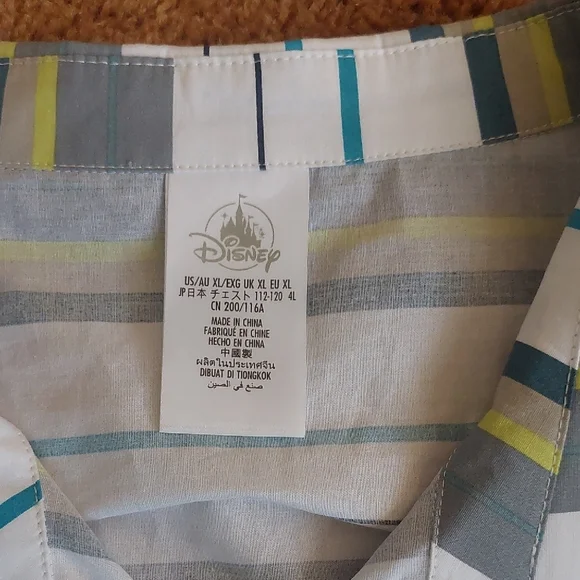 Disney
US/AU XL/EXG UK XL EU XL
JP日本 チェスト 112-120 4L
CN 200/116A
MADE IN CHINA
FABRIQUÉ EN CHINE
HECHO EN CHINA
中國製
ผลิตในประเทศจีน
DIBUAT DI TIONGKOK
صنع في الصين